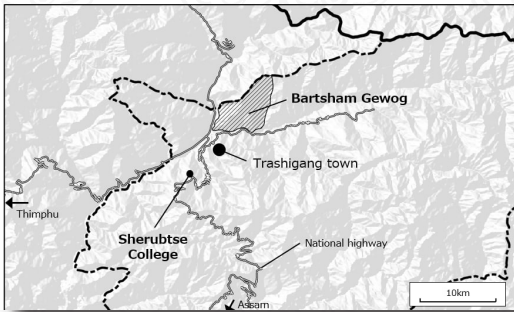 Bartsham Gewog
Trashigang town
Thimphu
Sherubtse
College
National highway
10km
Assam